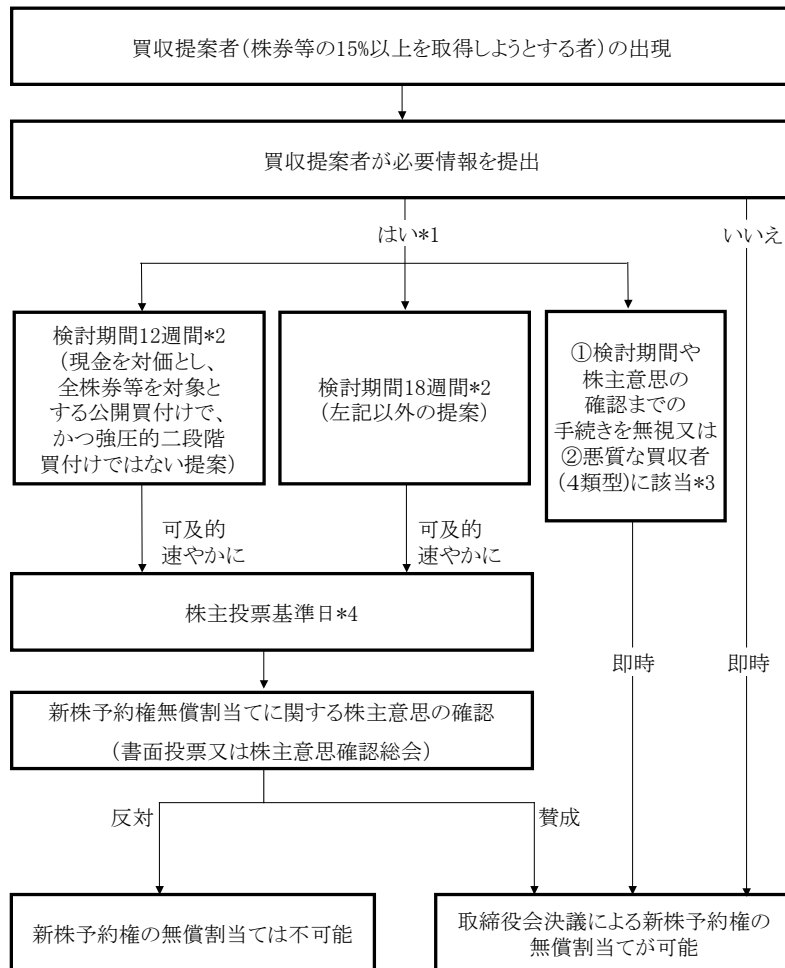 買収提案者(株券等の15%以上を取得しようとする者)の出現
買収提案者が必要情報を提出
はい*1
いいえ
検討期間12週間*2
(現金を対価とし、
全株券等を対象と
する公開買付けで、
かつ強圧的二段階
買付けではない提案)
検討期間18週間*2
(左記以外の提案)
①検討期間や
株主意思の
確認までの
手続きを無視又は
②悪質な買収者
(4類型)に該当*3
可及的
速やかに
可及的
速やかに
株主投票基準日*4
即時
即時
新株予約権無償割当てに関する株主意思の確認
(書面投票又は株主意思確認総会)
反対
賛成
新株予約権の無償割当ては不可能
取締役会決議による新株予約権の
無償割当てが可能